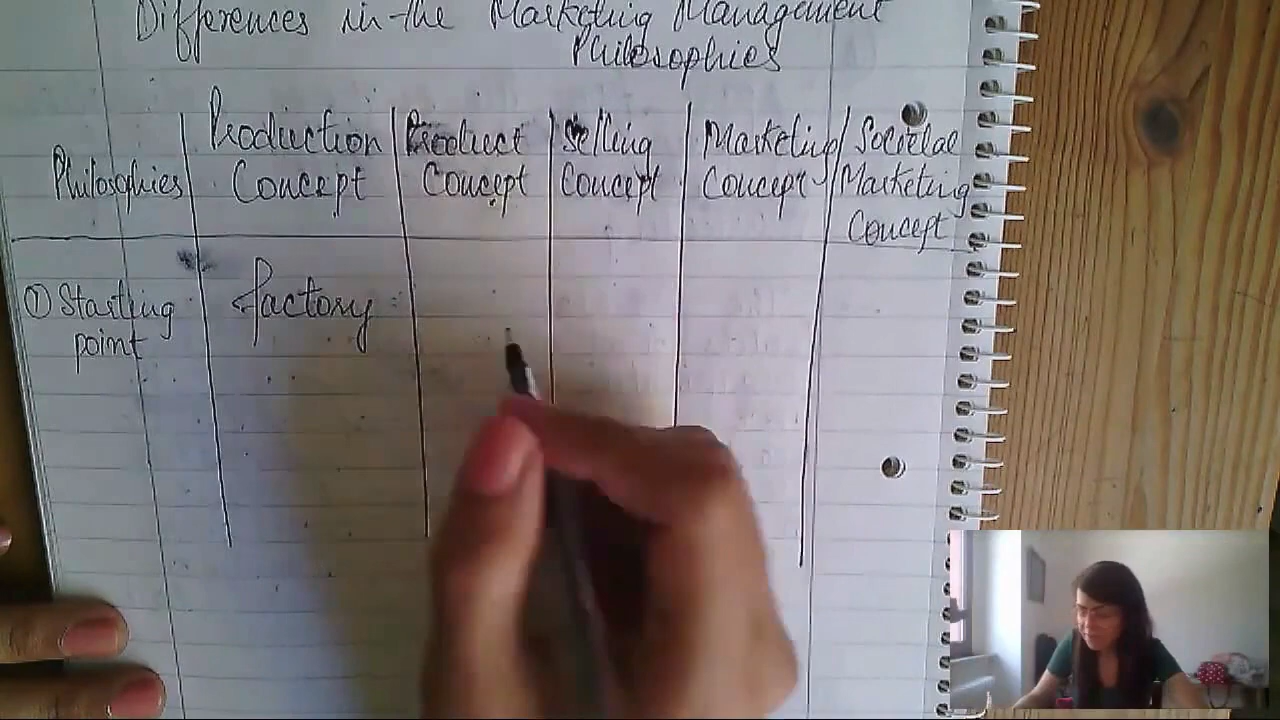 Differences in the Marketing Management
Philosophies
Philosophies
Production
Concept
Product
Concept
Selling
Concept
Marketing
Concept
Societal
Marketing
Concept
① Starting
point
factory